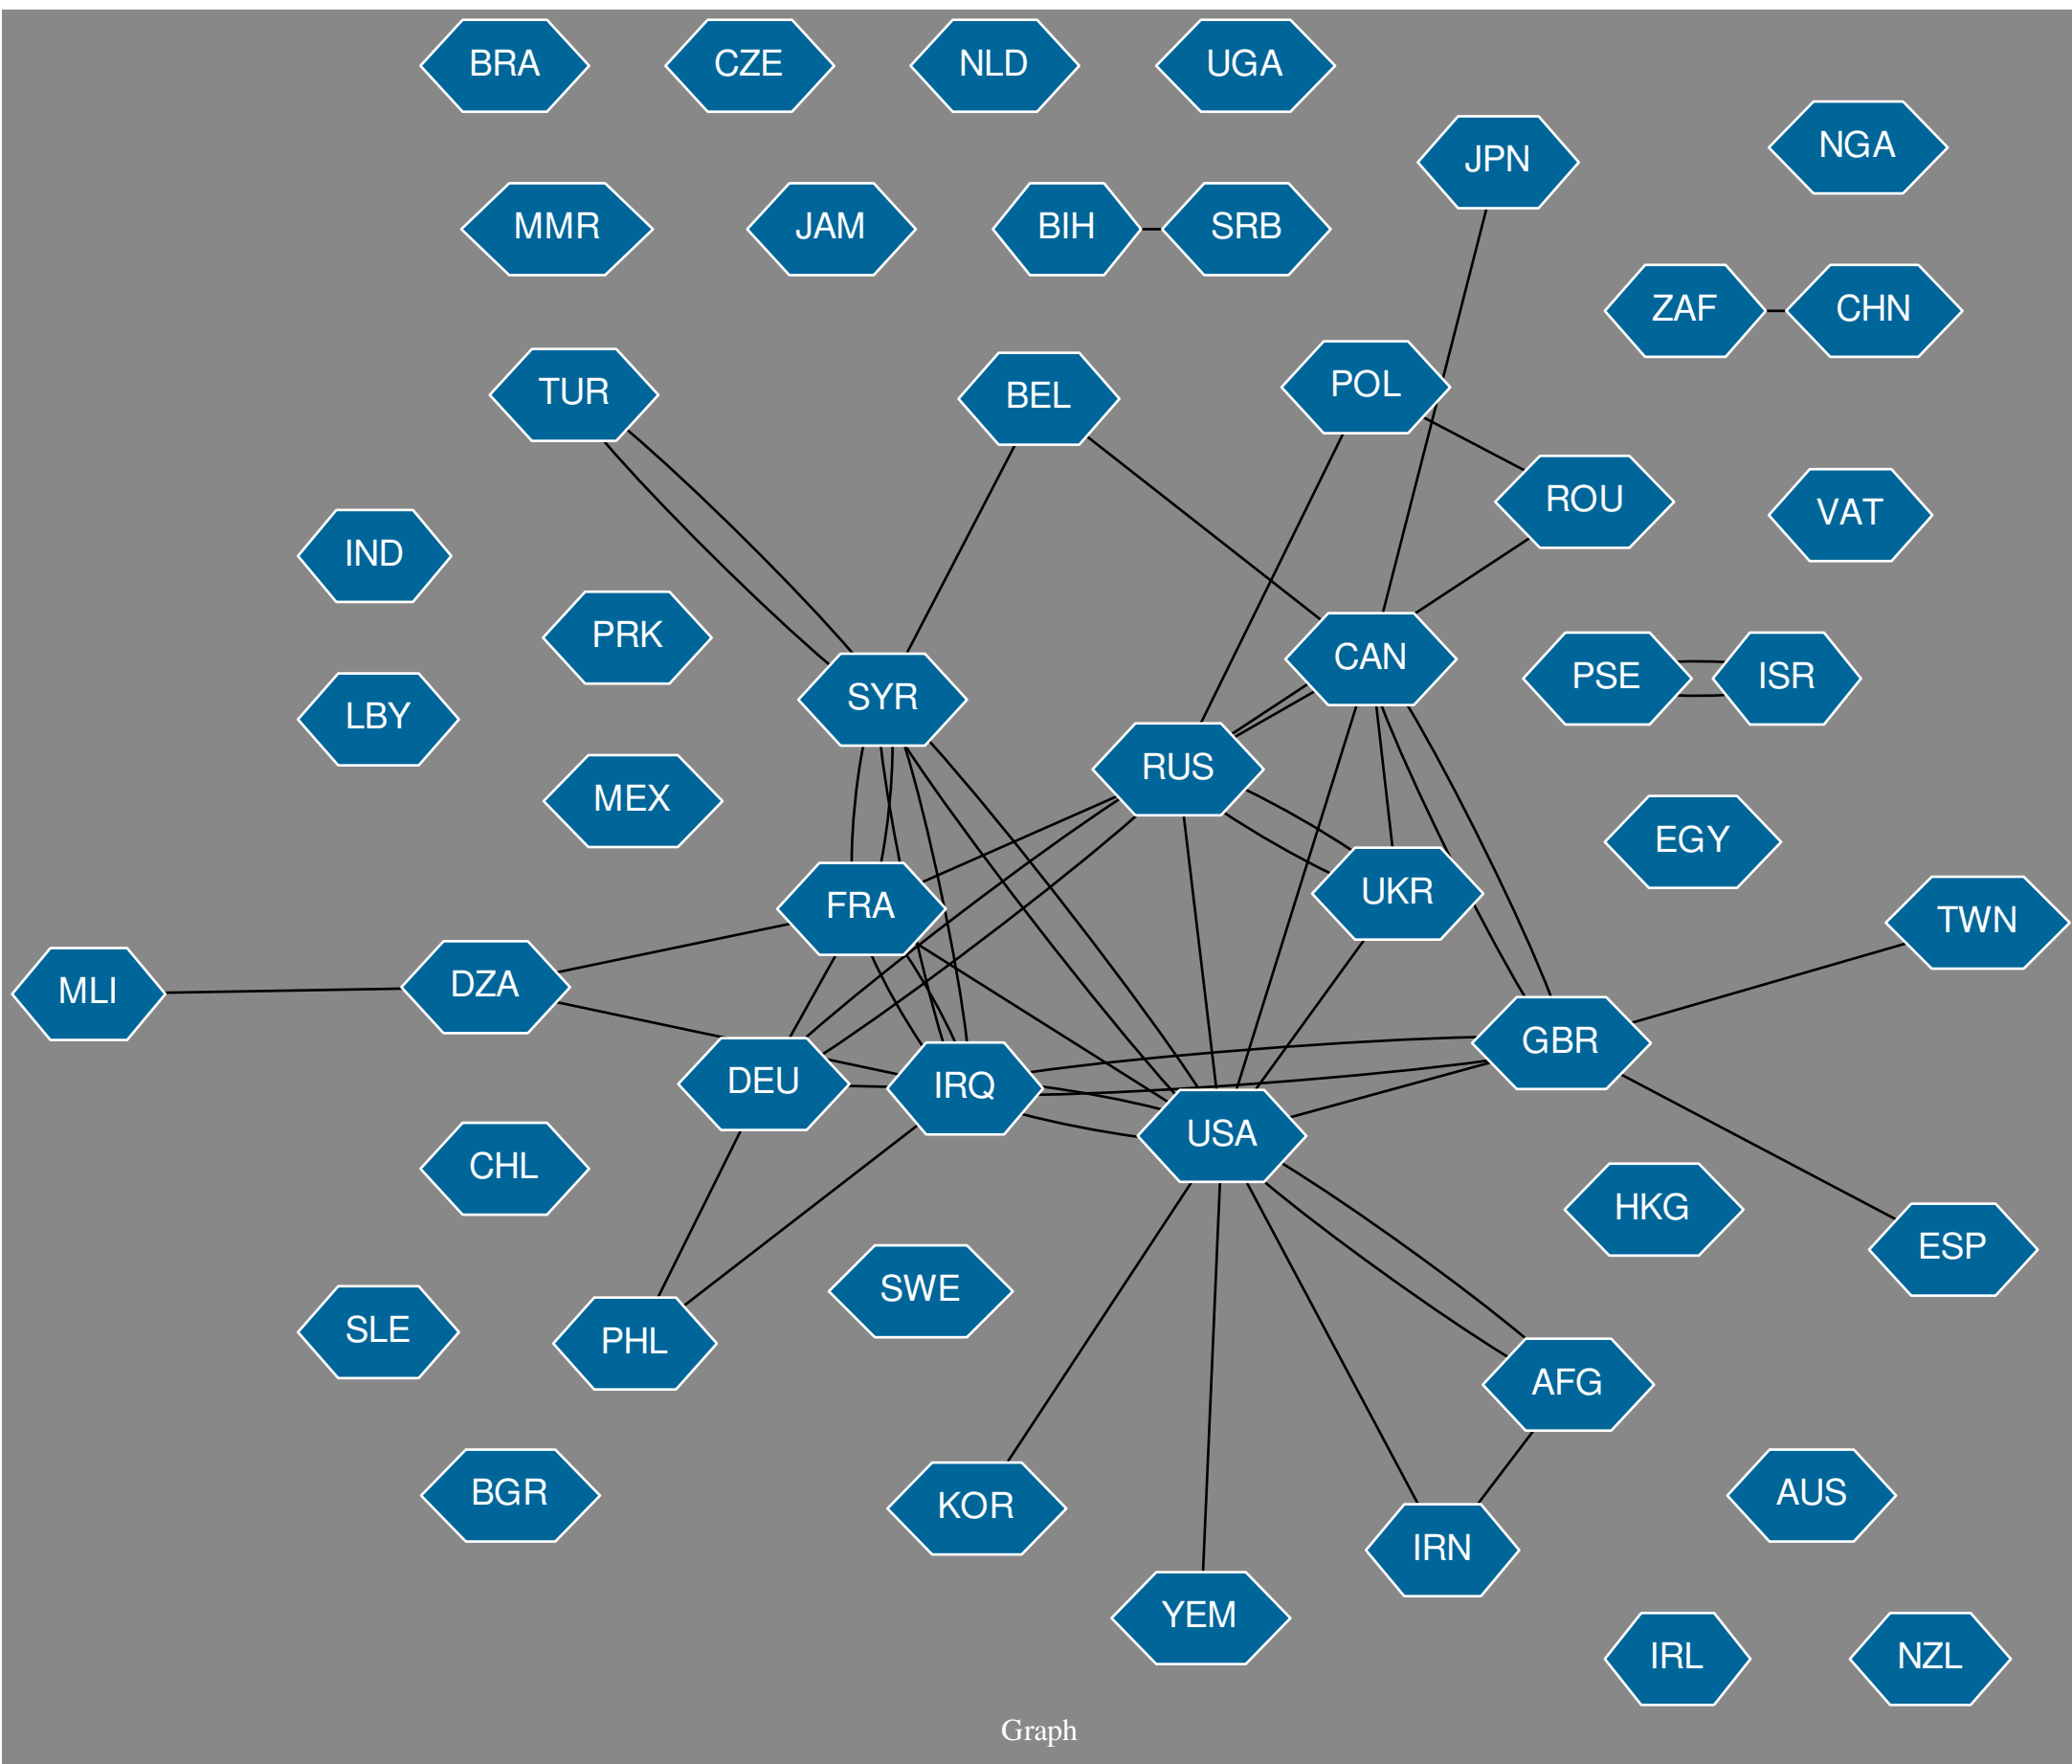 BRA
CZE
NLD
UGA
JPN
NGA
MMR
JAM
BIH
SRB
ZAF
CHN
TUR
BEL
POL
ROU
VAT
IND
PRK
CAN
PSE
ISR
SYR
LBY
RUS
MEX
EGY
UKR
FRA
TWN
DZA
MLI
GBR
DEU
IRQ
USA
CHL
HKG
ESP
SWE
SLE
PHL
AFG
BGR
KOR
AUS
IRN
YEM
IRL
NZL
Graph